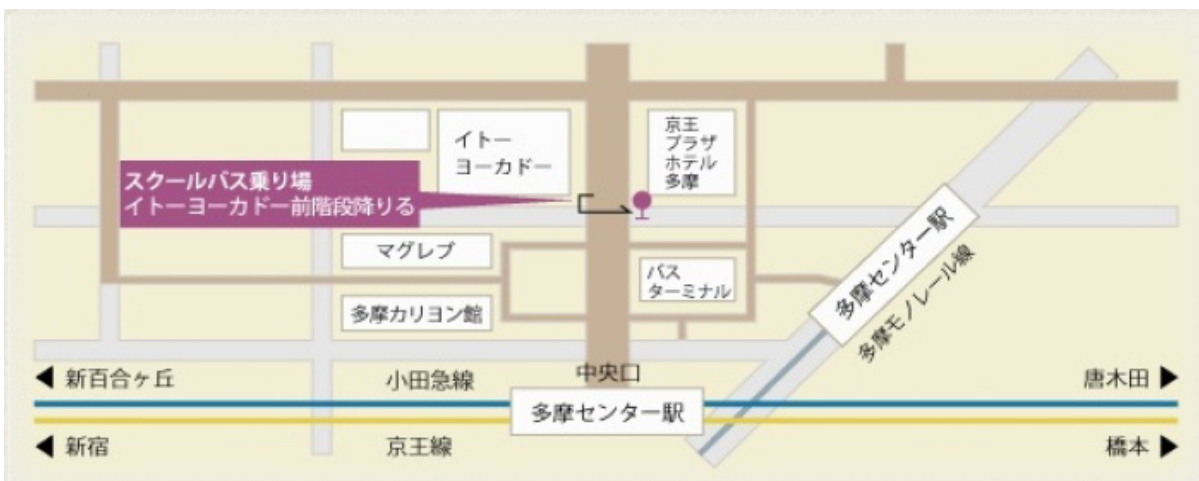 イトー
ヨーカドー
京王
プラザ
ホテル
多摩
スクールバス乗り場
イトーヨーカドー前階段降りる
マグレブ
バス
ターミナル
多摩カリヨン館
多摩センター駅
多摩モノレール線
新百合ヶ丘
小田急線
中央口
唐木田
多摩センター駅
新宿
京王線
橋本